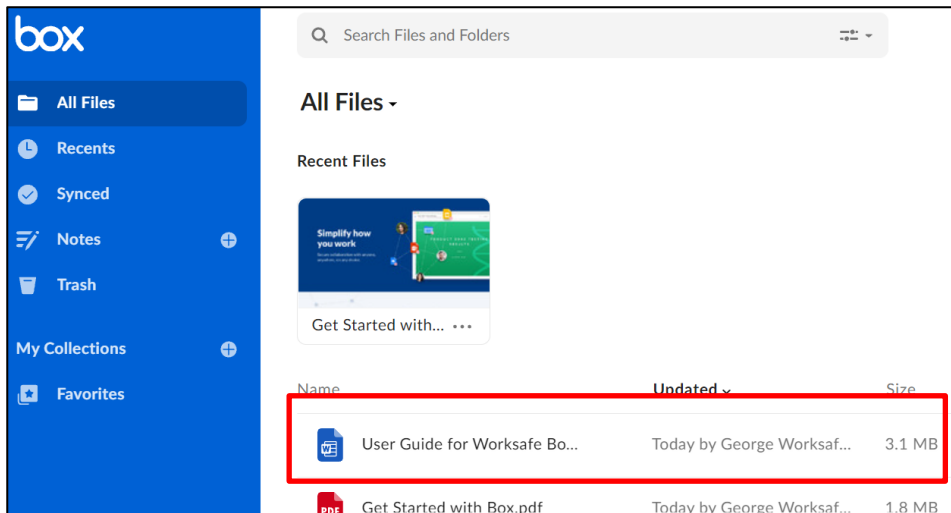 box
Search Files and Folders
All Files
All Files
Recents
Recent Files
Synced
Notes
Simplify how
you work
Trash
Get Started with...
My Collections
Favorites
Name Updated Size
User Guide for Worksafe Bo... Today by George Worksaf... 3.1 MB
PDF Get Started with Box.pdf Today by George Worksaf... 1.8 MB